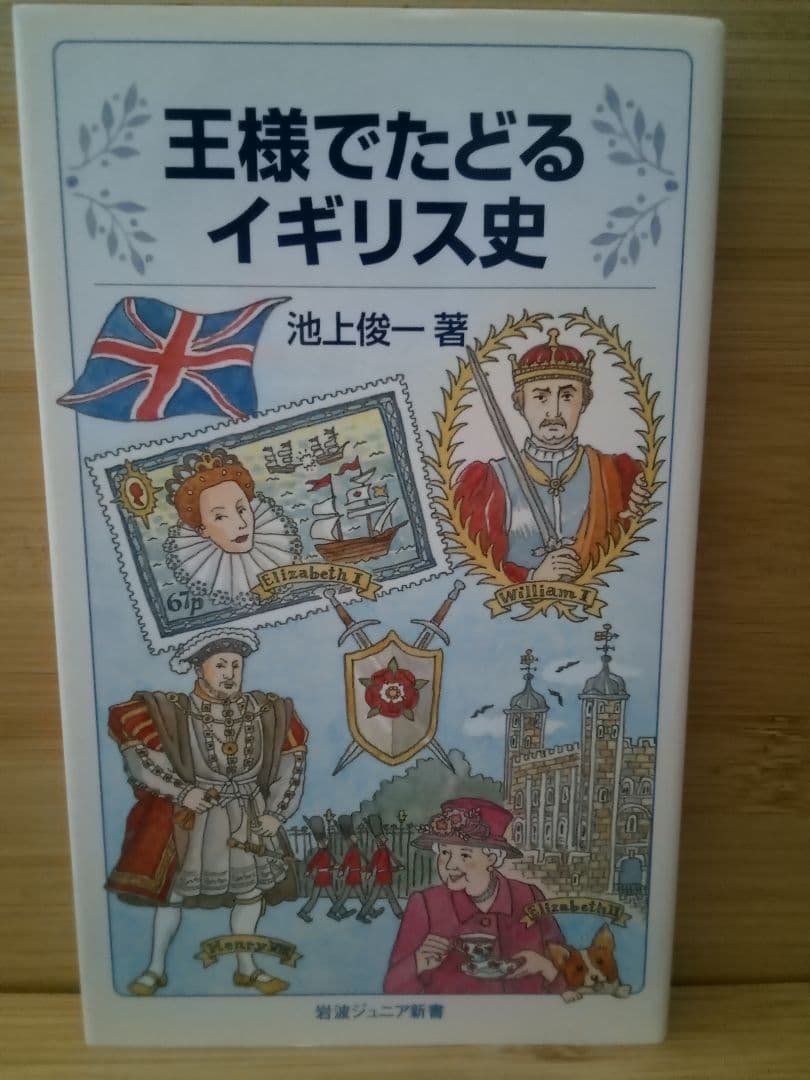 王様でたどる
イギリス史
池上俊一 著
Elizabeth I
67p
William I
Henry VIII
Elizabeth II
岩波ジュニア新書